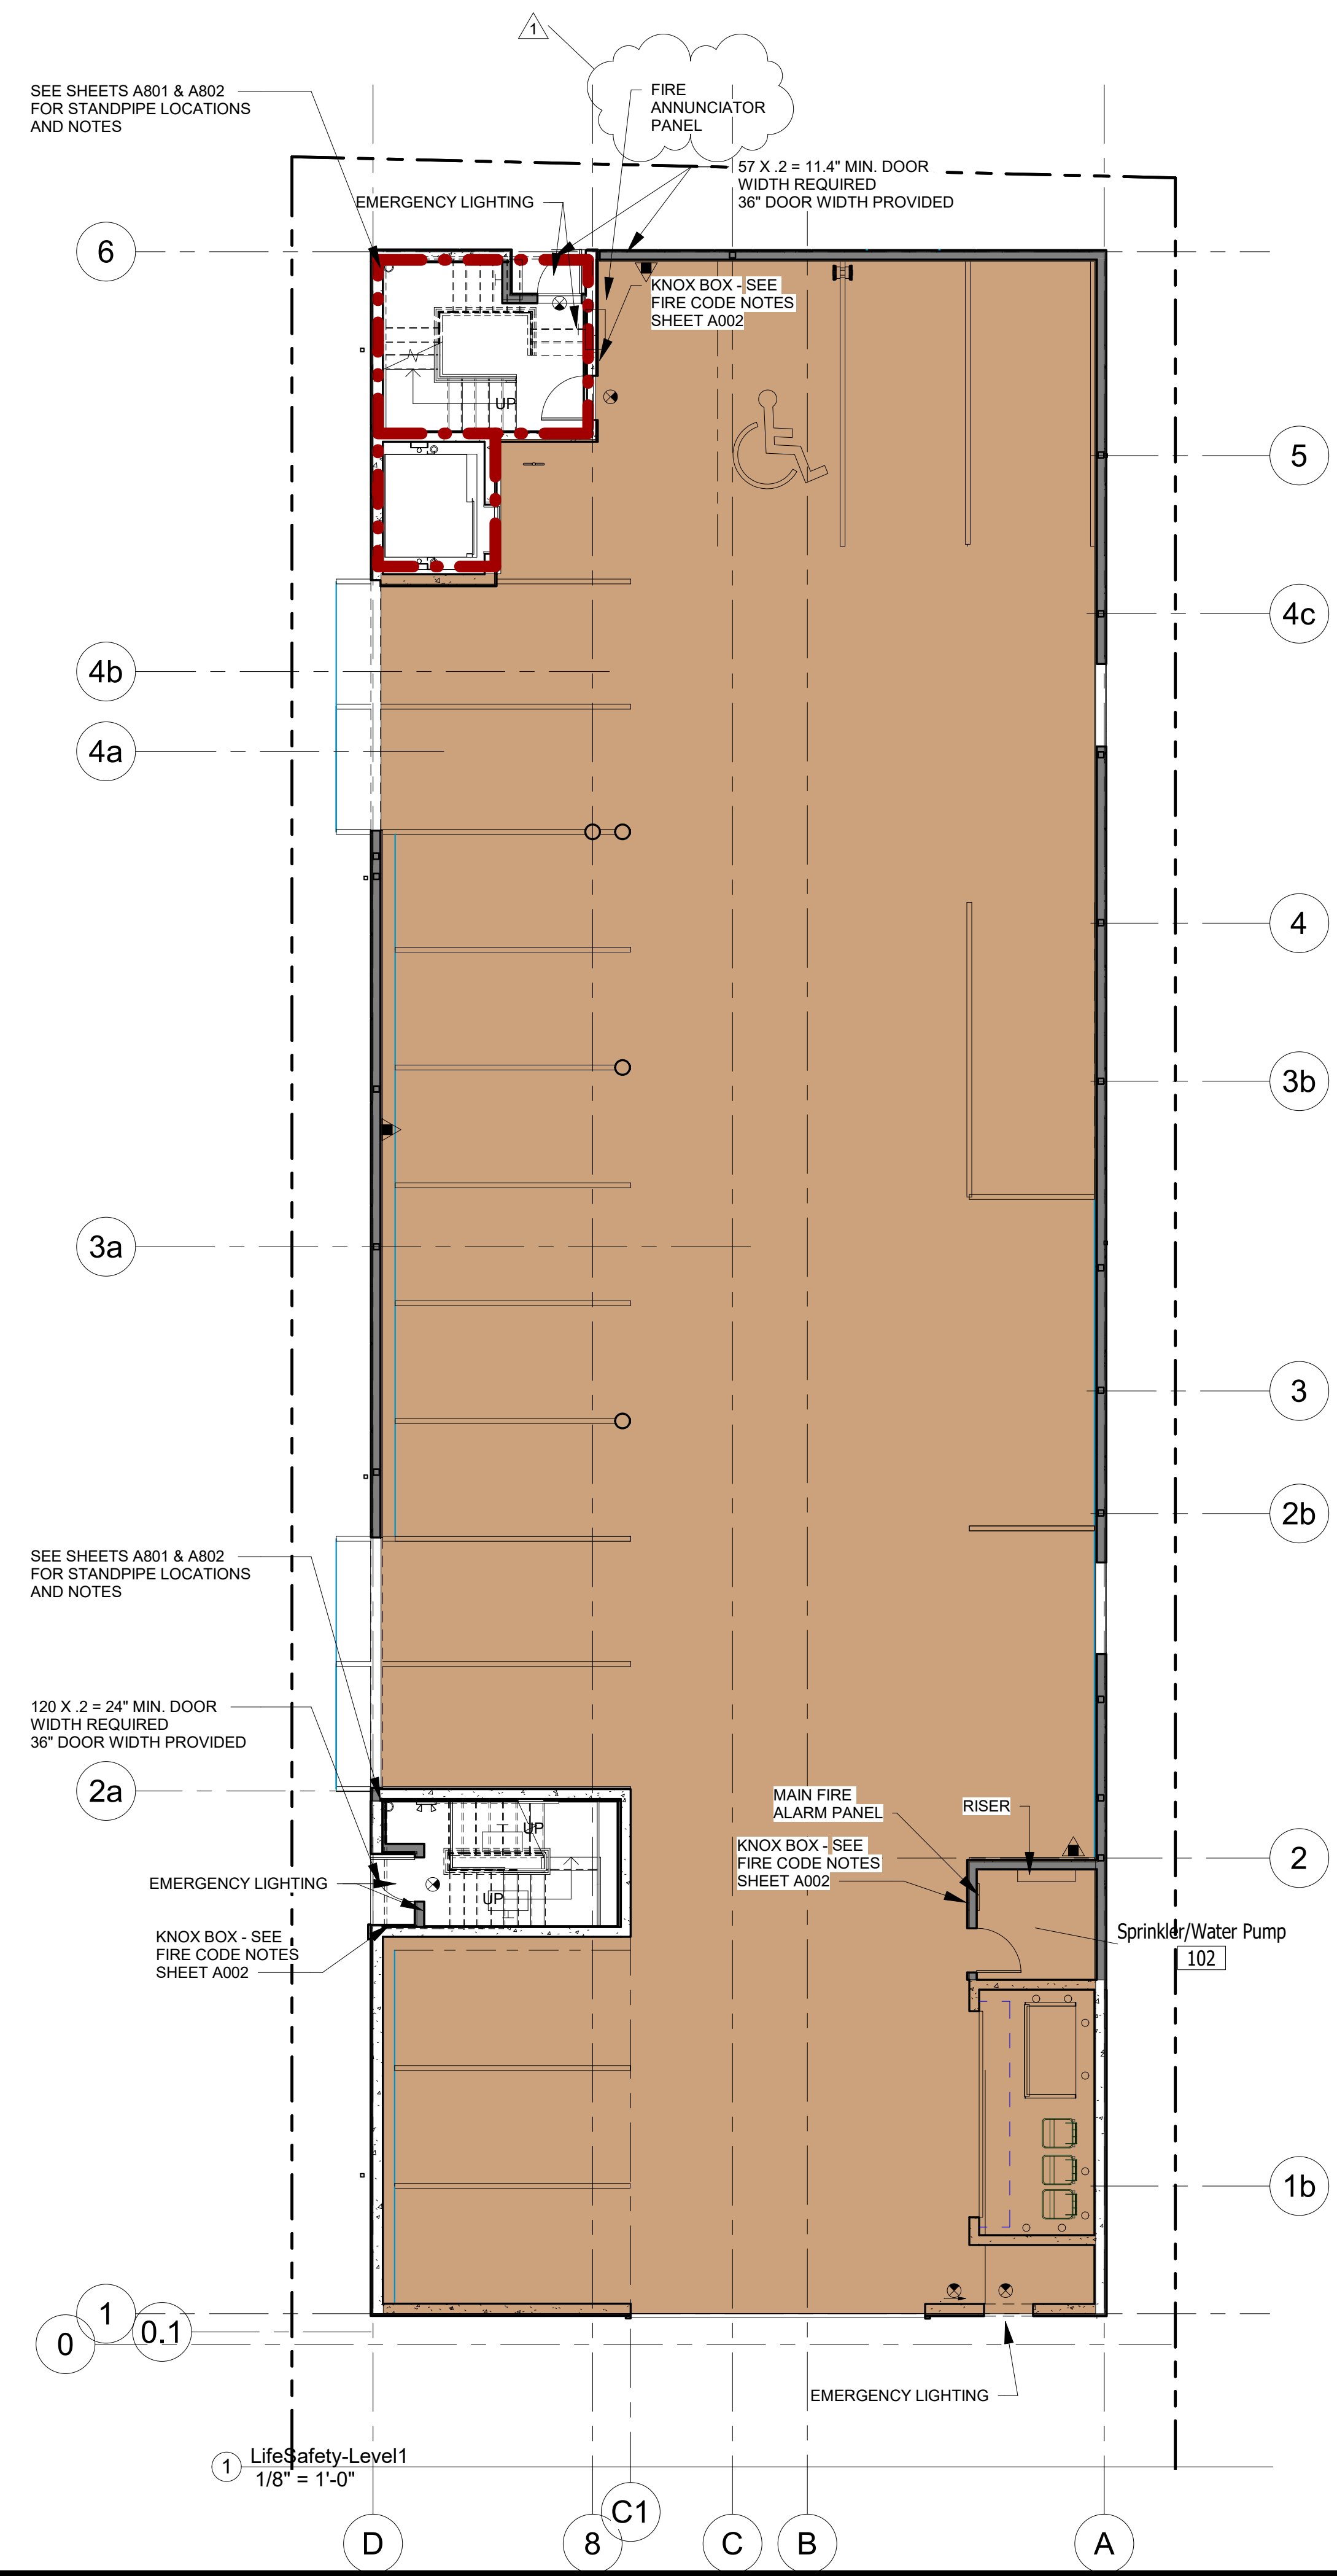 1
SEE SHEETS A801 & A802
FOR STANDPIPE LOCATIONS
AND NOTES
FIRE
ANNUNCIATOR
PANEL
57 X .2 = 11.4" MIN. DOOR
WIDTH REQUIRED
36" DOOR WIDTH PROVIDED
EMERGENCY LIGHTING
6
KNOX BOX - SEE
FIRE CODE NOTES
SHEET A002
UP
5
4c
4b
4a
4
3b
3a
3
2b
SEE SHEETS A801 & A802
FOR STANDPIPE LOCATIONS
AND NOTES
120 X .2 = 24" MIN. DOOR
WIDTH REQUIRED
36" DOOR WIDTH PROVIDED
2a
MAIN FIRE
ALARM PANEL
RISER
UP
KNOX BOX - SEE
FIRE CODE NOTES
SHEET A002
2
EMERGENCY LIGHTING
UP
KNOX BOX - SEE
FIRE CODE NOTES
SHEET A002
Sprinkler/Water Pump
102
1b
1
0.1
0
EMERGENCY LIGHTING
1
LifeSafety-Level1
1/8" = 1'-0"
D
8
C1
C
B
A